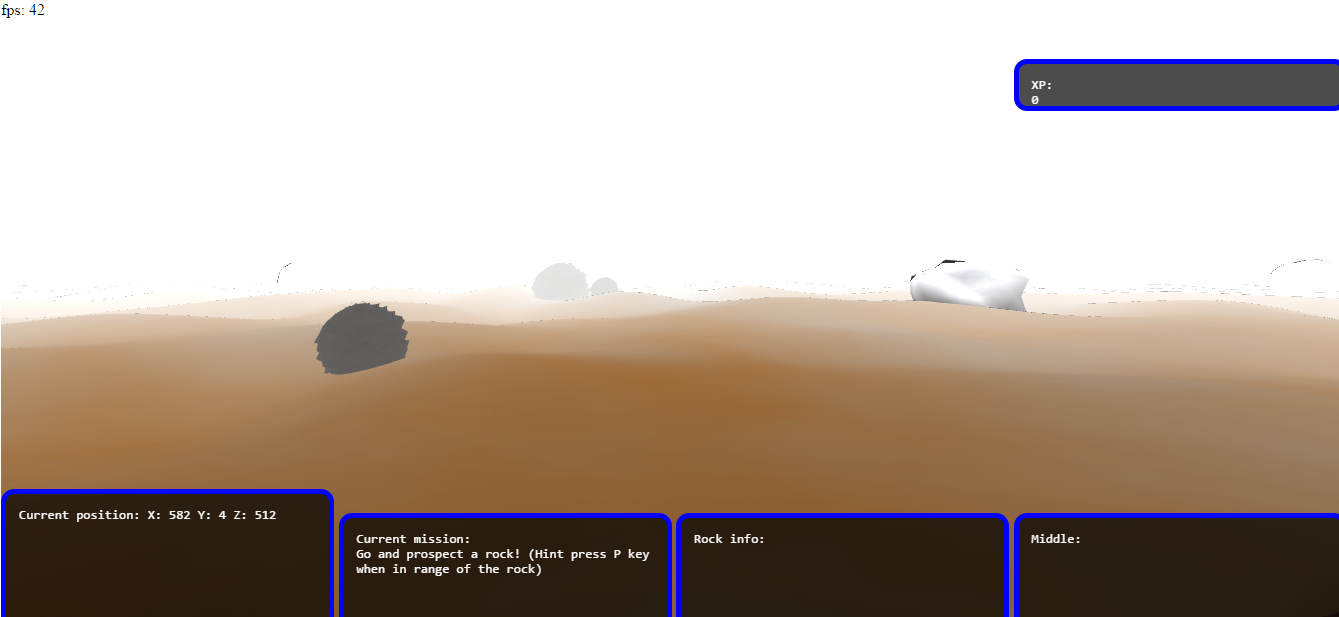 fps: 42
XP:
0
Current position: X: 582 Y: 4 Z: 512
Current mission:
Go and prospect a rock! (Hint press P key
when in range of the rock)
Rock info:
Middle: